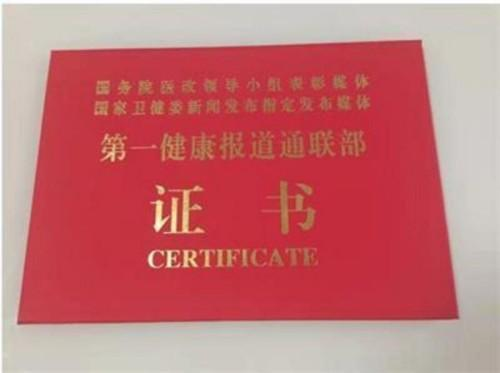 国务院医改领导小组表彰媒体
国家卫健委新闻发布指定发布媒体
第一健康报道通联部
证书
CERTIFICATE